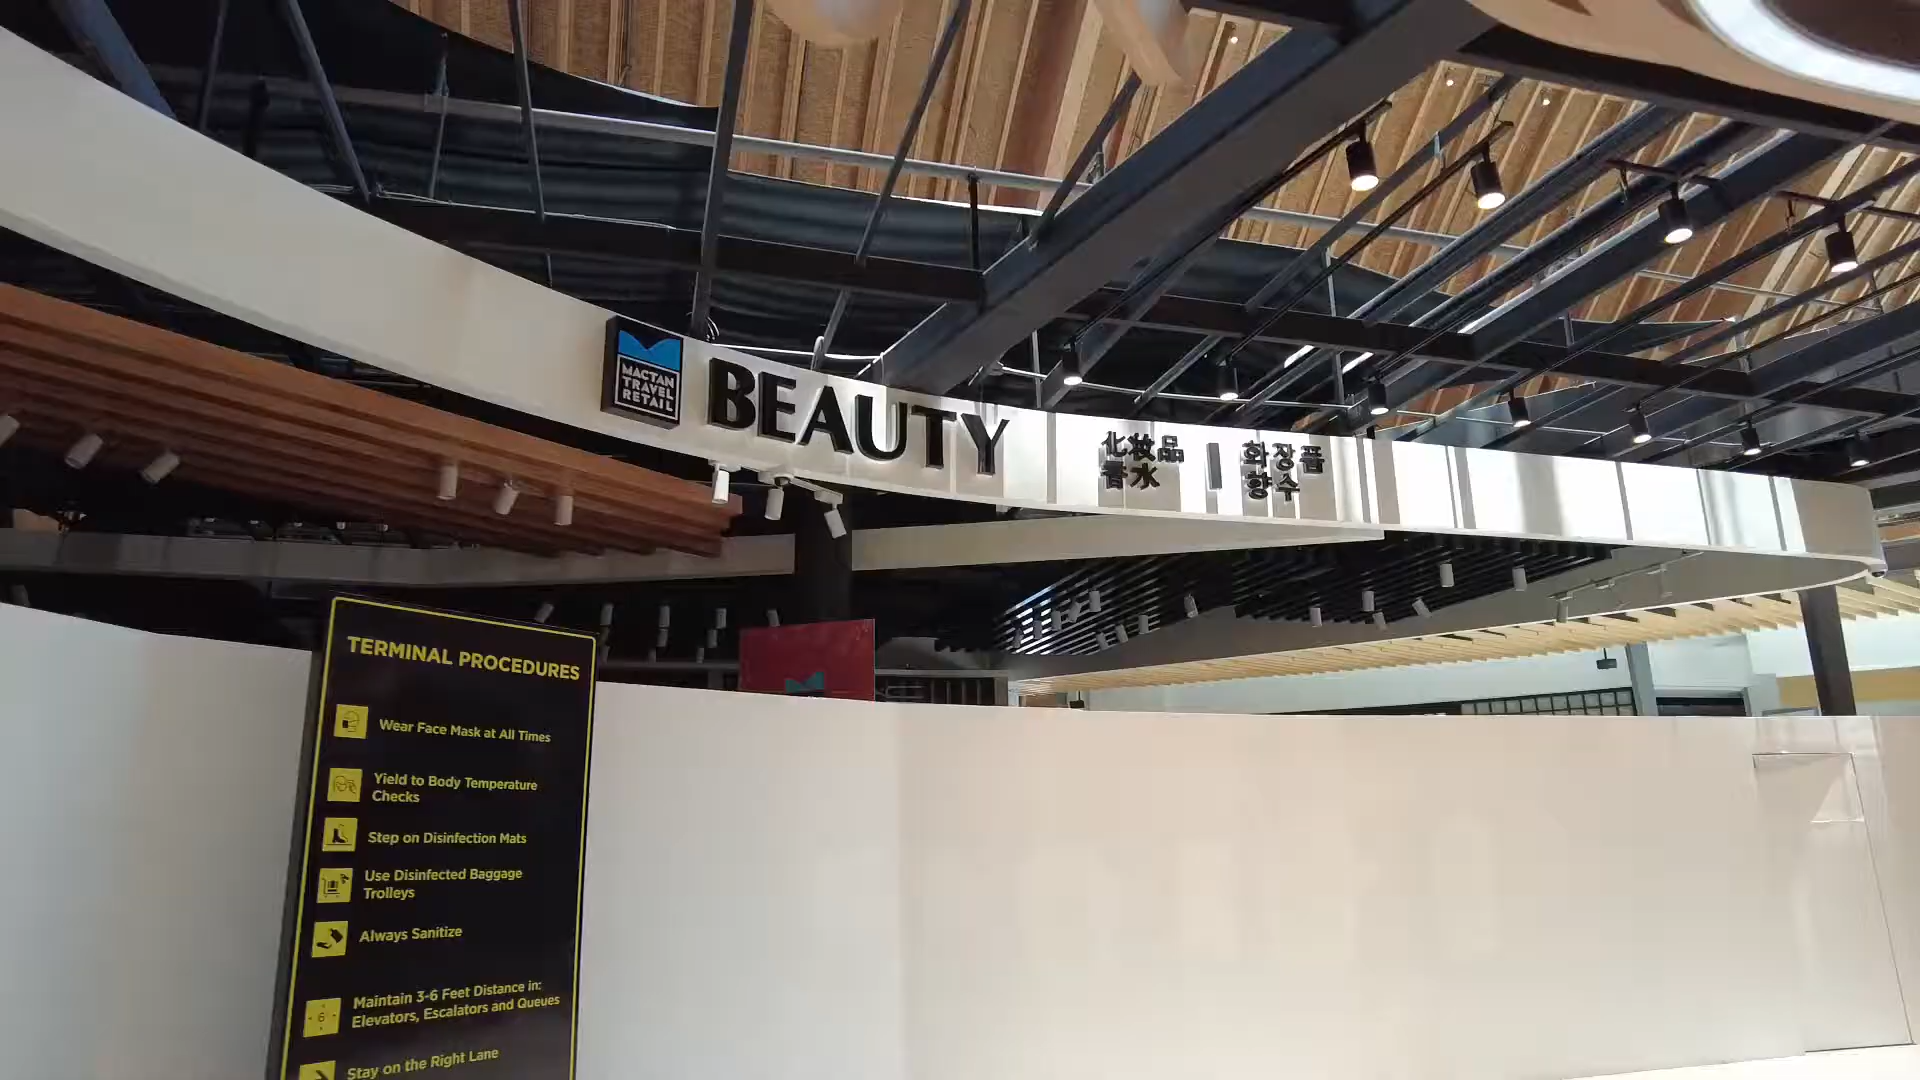 MACTAN
TRAVEL
RETAIL
BEAUTY
化妆品
香水
화장품
향수
TERMINAL PROCEDURES
Wear Face Mask at All Times
Yield to Body Temperature
Checks
Step on Disinfection Mats
Use Disinfected Baggage
Trolleys
Always Sanitize
6
Maintain 3-6 Feet Distance in:
Elevators, Escalators and Queues
Stay on the Right Lane